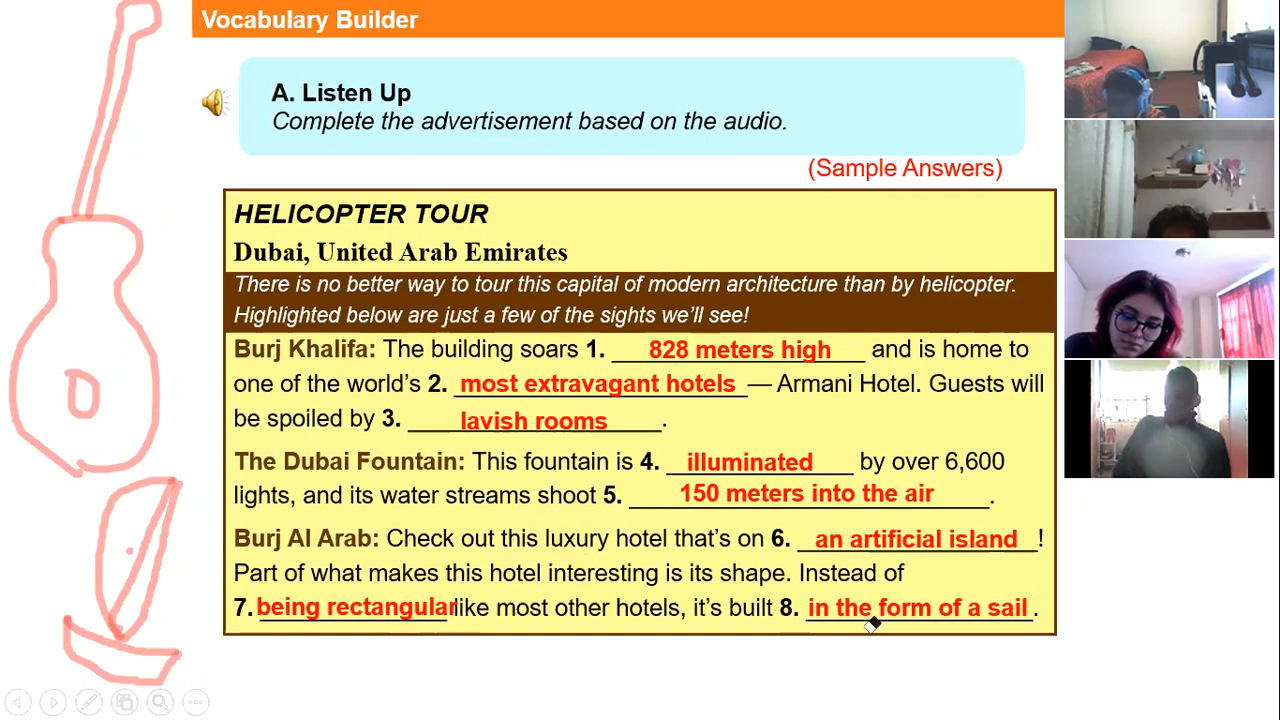 Vocabulary Builder
A. Listen Up
Complete the advertisement based on the audio.
(Sample Answers)
HELICOPTER TOUR
Dubai, United Arab Emirates
There is no better way to tour this capital of modern architecture than by helicopter.
Highlighted below are just a few of the sights we'll see!
Burj Khalifa: The building soars 1. 828 meters high and is home to
one of the world's 2. most extravagant hotels — Armani Hotel. Guests will
be spoiled by 3. lavish rooms.
The Dubai Fountain: This fountain is 4. illuminated by over 6,600
lights, and its water streams shoot 5. 150 meters into the air.
Burj Al Arab: Check out this luxury hotel that's on 6. an artificial island!
Part of what makes this hotel interesting is its shape. Instead of
7. being rectangular like most other hotels, it's built 8. in the form of a sail.